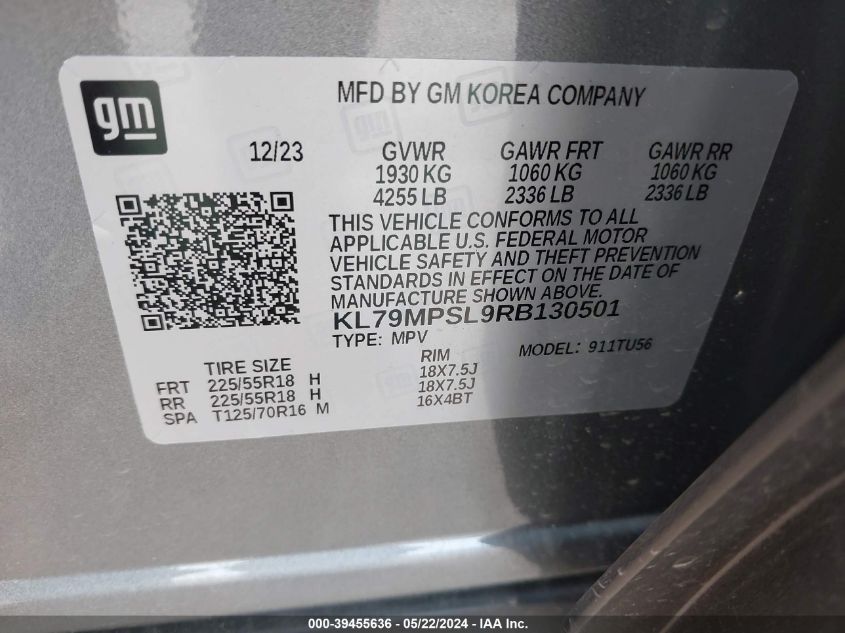 gm
MFD BY GM KOREA COMPANY
12/23 GVWR GAWR FRT GAWR RR
1930 KG 1060 KG 1060 KG
4255 LB 2336 LB 2336 LB
THIS VEHICLE CONFORMS TO ALL
APPLICABLE U.S. FEDERAL MOTOR
VEHICLE SAFETY AND THEFT PREVENTION
STANDARDS IN EFFECT ON THE DATE OF
MANUFACTURE SHOWN ABOVE.
KL79MPSL9RB130501
TYPE: MPV MODEL: 911TU56
TIRE SIZE RIM
FRT 225/55R18 H 18X7.5J
RR 225/55R18 H 18X7.5J
SPA T125/70R16 M 16X4BT
000-39455636 - 05/22/2024 - IAA Inc.